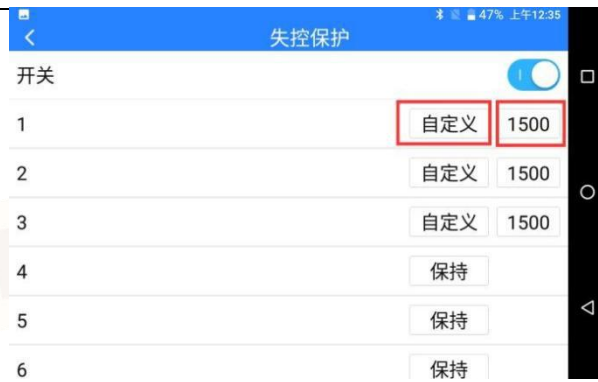 47% 上午12:35
失控保护
开关
1 自定义 1500
2 自定义 1500
3 自定义 1500
4 保持
5 保持
6 保持